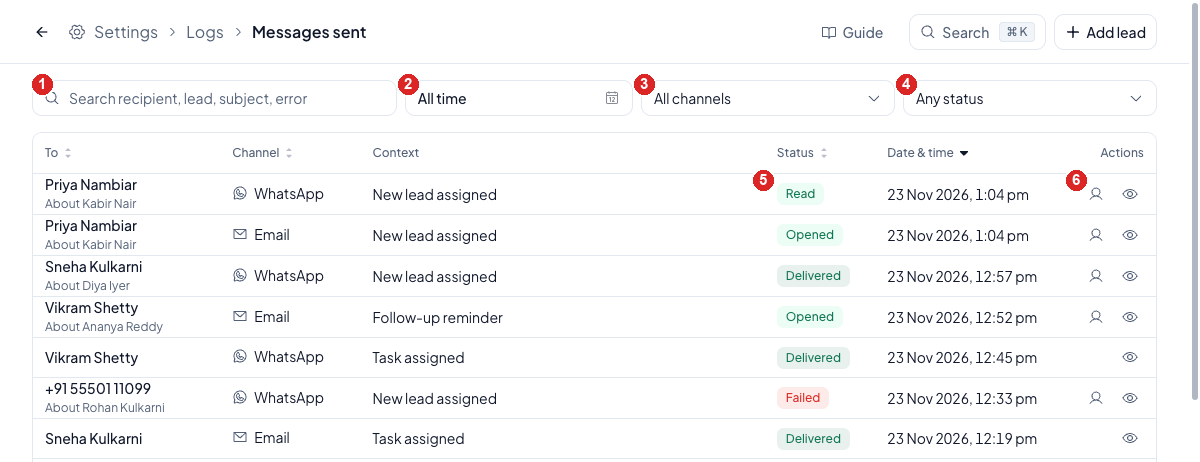 Settings > Logs > Messages sent
Guide
Search ⌘ K
+ Add lead
1
Search recipient, lead, subject, error
2
All time
12
3
All channels
4
Any status
To
Channel
Context
Status
Date & time
Actions
5
6
Priya Nambiar
About Kabir Nair
WhatsApp
New lead assigned
Read
23 Nov 2026, 1:04 pm
Priya Nambiar
About Kabir Nair
Email
New lead assigned
Opened
23 Nov 2026, 1:04 pm
Sneha Kulkarni
About Diya Iyer
WhatsApp
New lead assigned
Delivered
23 Nov 2026, 12:57 pm
Vikram Shetty
About Ananya Reddy
Email
Follow-up reminder
Opened
23 Nov 2026, 12:52 pm
Vikram Shetty
WhatsApp
Task assigned
Delivered
23 Nov 2026, 12:45 pm
+91 55501 11099
About Rohan Kulkarni
WhatsApp
New lead assigned
Failed
23 Nov 2026, 12:33 pm
Sneha Kulkarni
Email
Task assigned
Delivered
23 Nov 2026, 12:19 pm